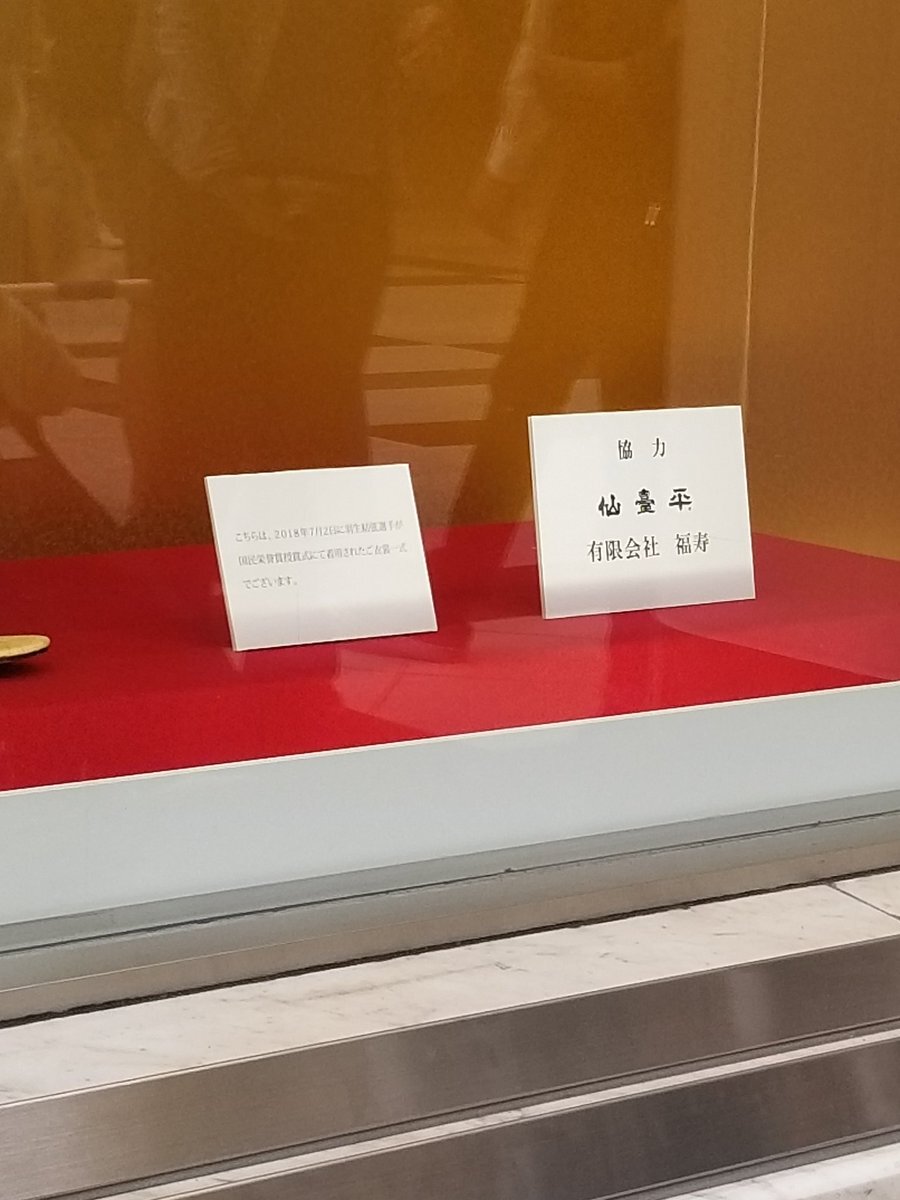 こちらは、2018年7月2日に羽生結弦選手が
国民栄誉賞授賞式にて着用されたご衣裳一式
でございます。
協 力
仙臺平
有限会社 福寿